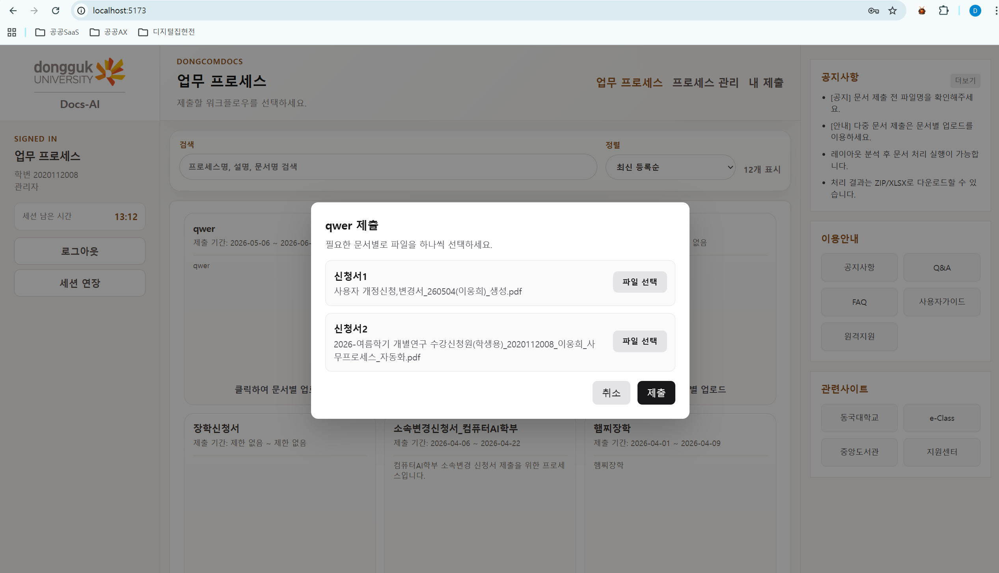 localhost:5173
D
공공SaaS
공공AX
디지털집현전
dongguk
UNIVERSITY
Docs-AI
SIGNED IN
업무 프로세스
학번 2020112008
관리자
세션 남은 시간
13:12
로그아웃
세션 연장
DONGCOMDOCS
업무 프로세스
제출할 워크플로우를 선택하세요.
업무 프로세스
프로세스 관리
내 제출
검색
프로세스명, 설명, 문서명 검색
정렬
최신 등록순
12개 표시
qwer
제출 기간: 2026-05-06 ~ 2026-06-
qwer
클릭하여 문서별
없음
별 업로드
qwer 제출
필요한 문서별로 파일을 하나씩 선택하세요.
신청서1
사용자 개정신청,변경서_260504(이웅희)_생성.pdf
파일 선택
신청서2
2026-여름학기 개별연구 수강신청원(학생용)_2020112008_이웅희_사
무프로세스_자동화.pdf
파일 선택
취소
제출
장학신청서
제출 기간: 제한 없음 ~ 제한 없음
소속변경신청서_컴퓨터AI학부
제출 기간: 2026-04-06 ~ 2026-04-22
컴퓨터AI학부 소속변경 신청서 제출을 위한 프로세
스입니다.
햄찌장학
제출 기간: 2026-04-01 ~ 2026-04-09
햄찌장학
공지사항
더보기
[공지] 문서 제출 전 파일명을 확인해주세
요.
[안내] 다중 문서 제출은 문서별 업로드를
이용하세요.
레이아웃 분석 후 문서 처리 실행이 가능합
니다.
처리 결과는 ZIP/XLSX로 다운로드할 수 있
습니다.
이용안내
공지사항
Q&A
FAQ
사용자가이드
원격지원
관련사이트
동국대학교
e-Class
중앙도서관
지원센터